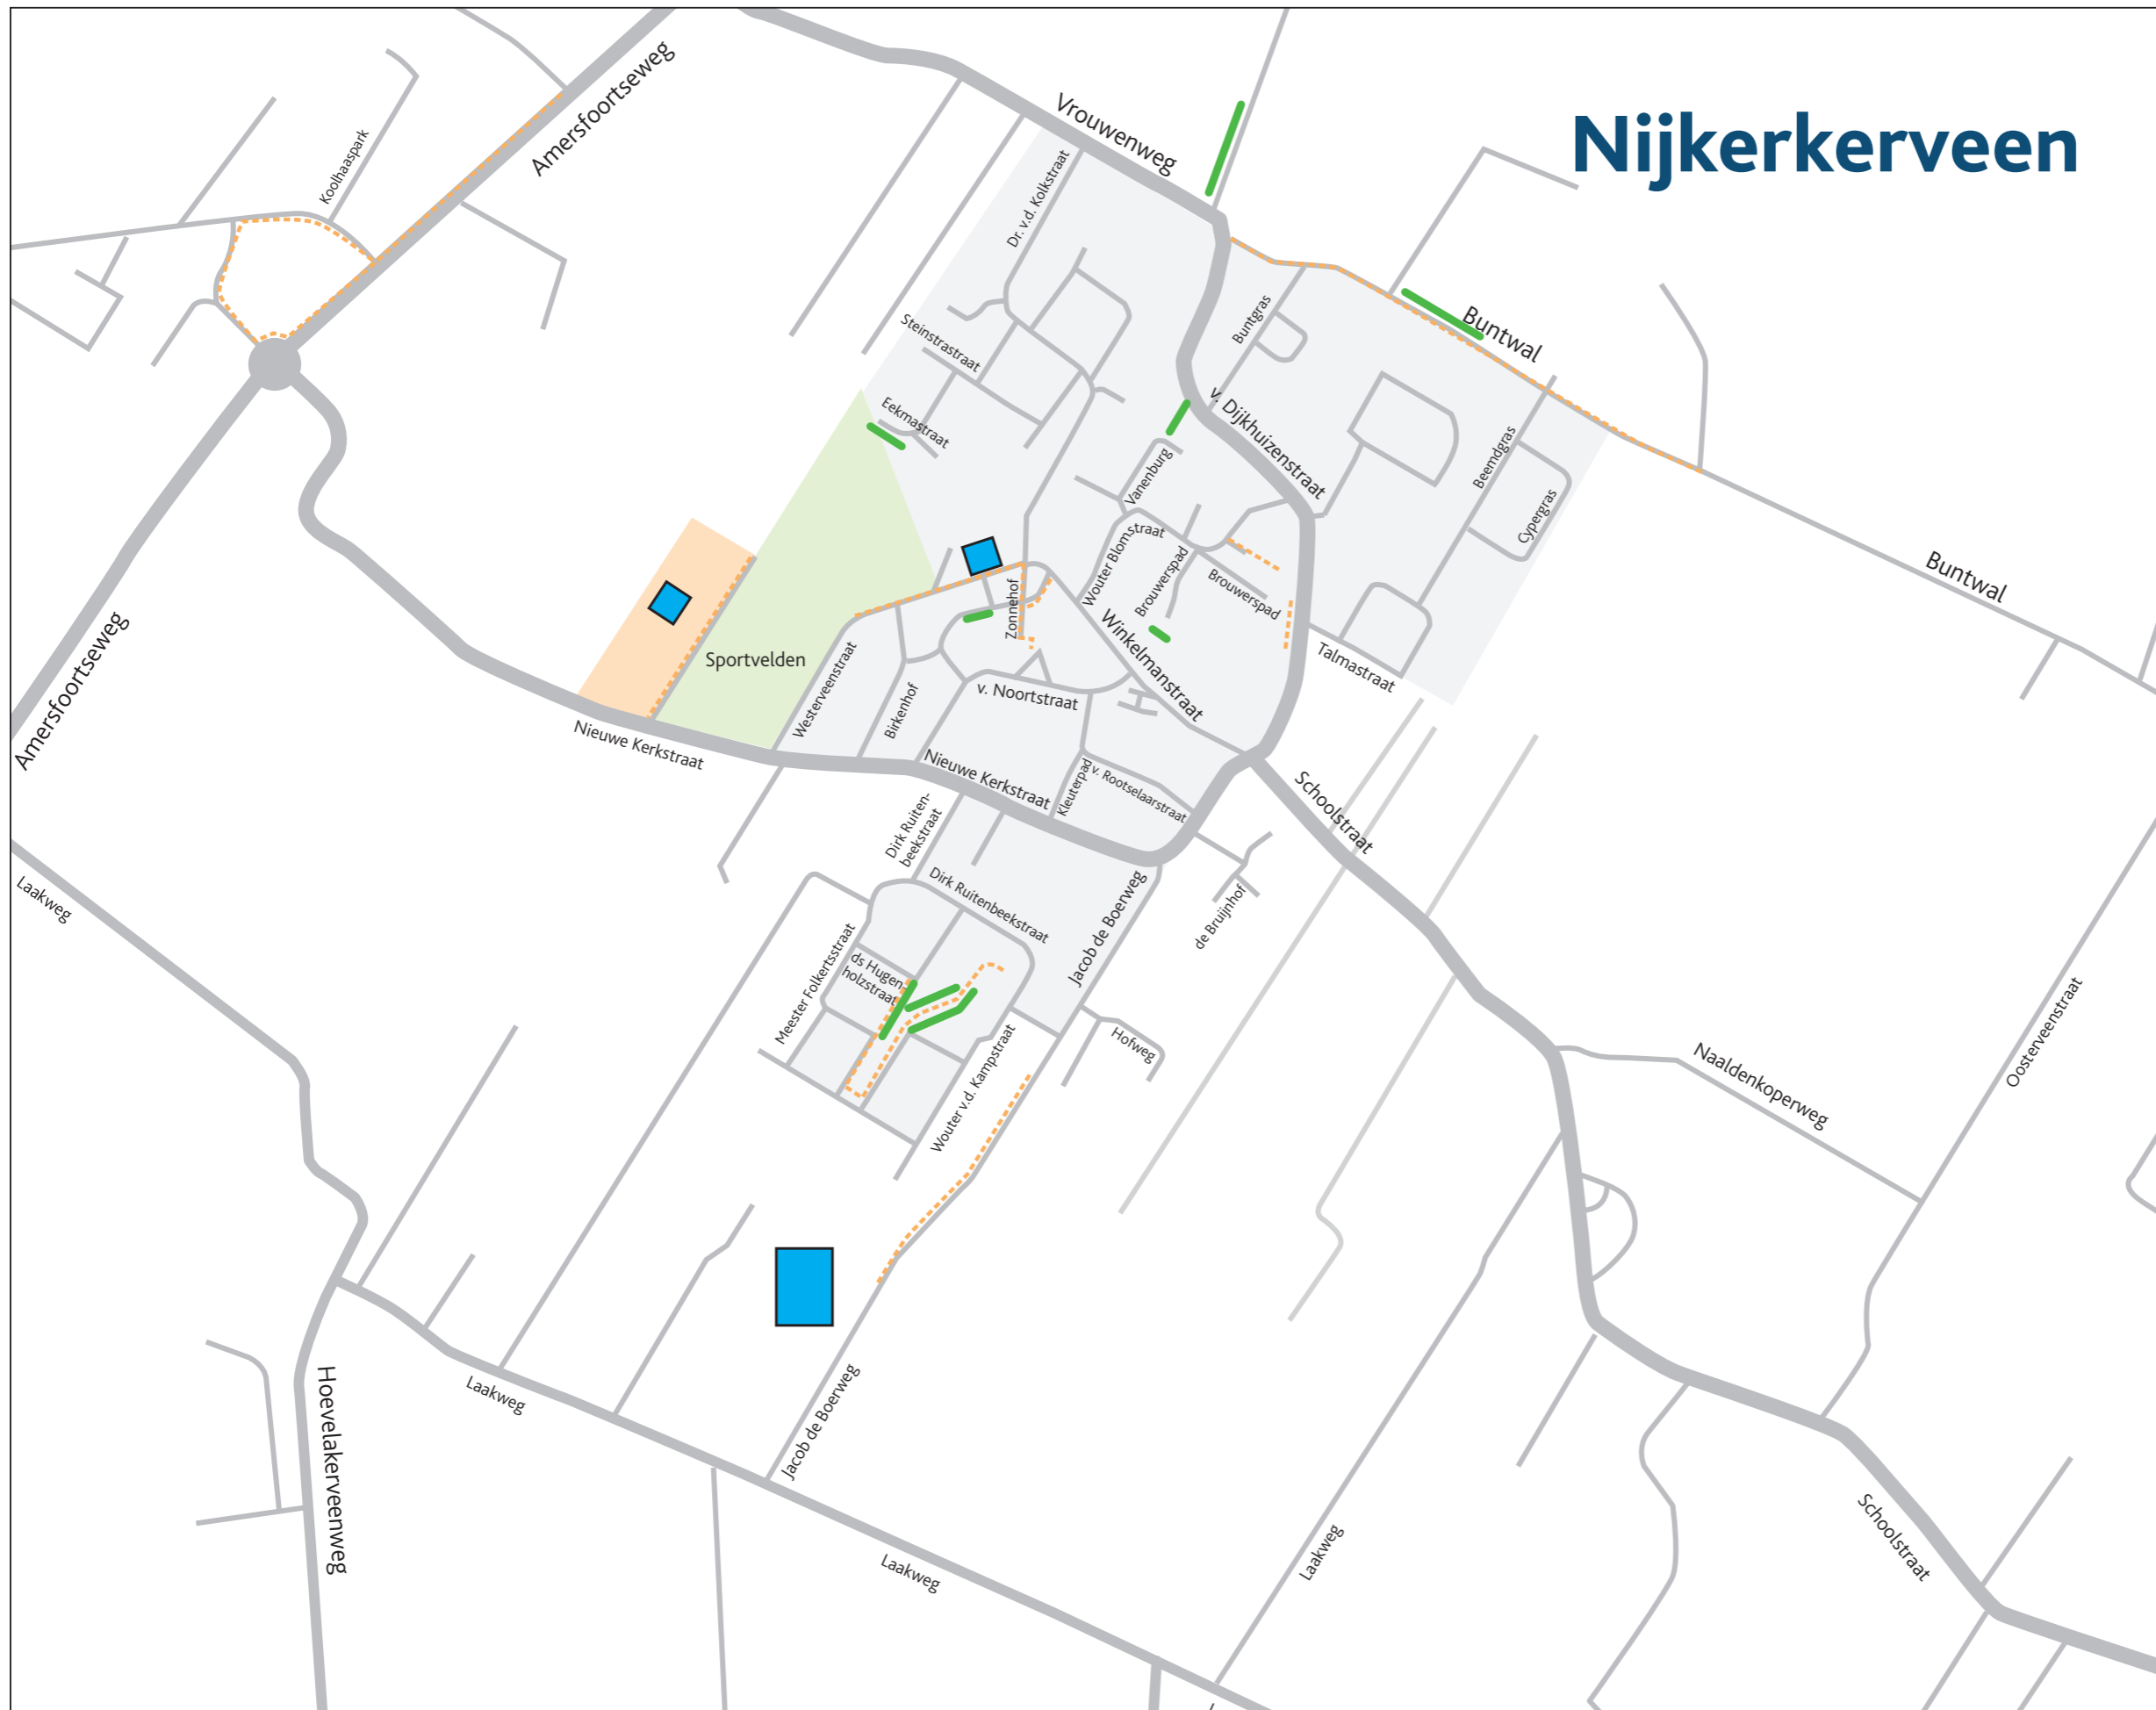 Nijkerkerveen
Amersfoortseweg
Koolhaaspark
Vrouwenweg
Dr. v.d. Kolkstraat
Steinstrastraat
Eekmastraat
Buntgras
Buntwal
v. Dijkhuizenstraat
Beemdgras
Cypergras
Vanenburg
Wouter Blomstraat
Brouwerspad
Brouwerspad
Buntwal
Zonnehof
Winkelmanstraat
Talmastraat
Sportvelden
Westerveenstraat
Birkenhof
v. Noortstraat
Amersfoortseweg
Nieuwe Kerkstraat
Nieuwe Kerkstraat
Kleuterpad
v. Rootselaarstraat
Schoolstraat
Dirk Ruiten-
beekstraat
Dirk Ruitenbeekstraat
Laakweg
Jacob de Boerweg
de Bruijnhof
Meester Folkertsstraat
ds Hugen-
holzstraat
Wouter v.d. Kampstraat
Hofweg
Naaldenkoperweg
Oosterveenstraat
Hoevelakerveenweg
Laakweg
Jacob de Boerweg
Laakweg
Laakweg
Schoolstraat